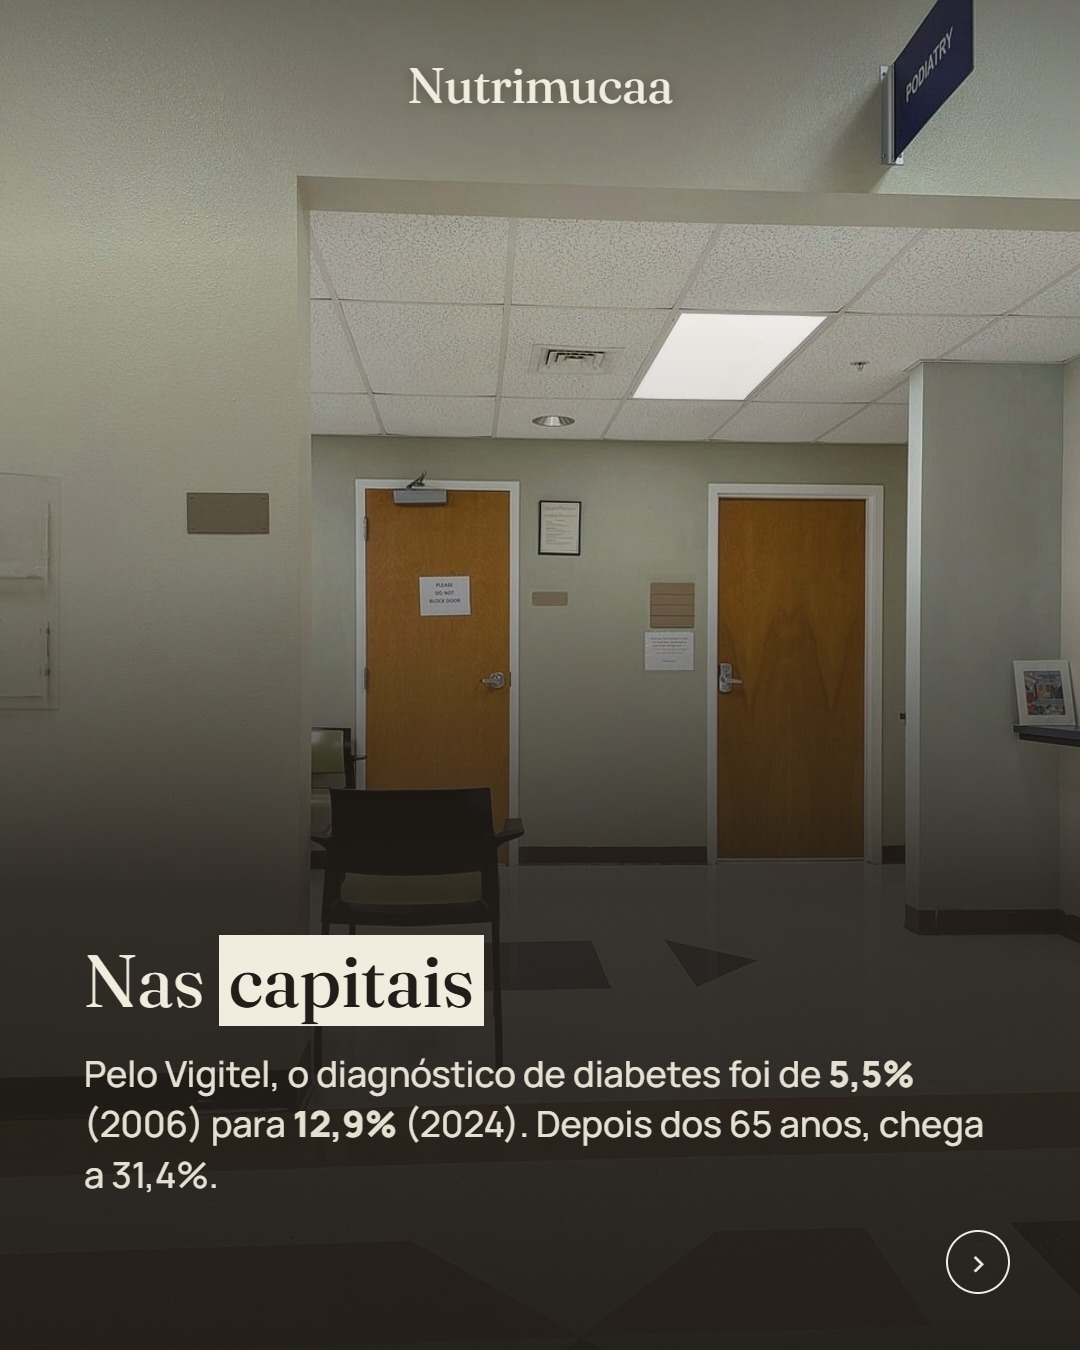 Nutrimucaa
PODIATRY
PLEASE
DO NOT
BLOCK DOOR
Nas capitais
Pelo Vigitel, o diagnóstico de diabetes foi de 5,5%
(2006) para 12,9% (2024). Depois dos 65 anos, chega
a 31,4%.